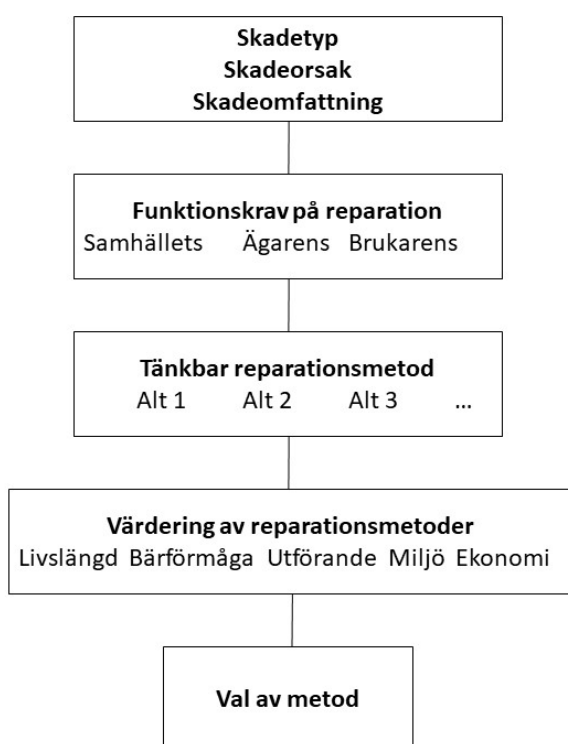 Skadetyp
Skadeorsak
Skadeomfattning
Funktionskrav på reparation
Samhällets Ägarens Brukarens
Tänkbar reparationsmetod
Alt 1 Alt 2 Alt 3 ...
Värdering av reparationsmetoder
Livslängd Bärförmåga Utförande Miljö Ekonomi
Val av metod